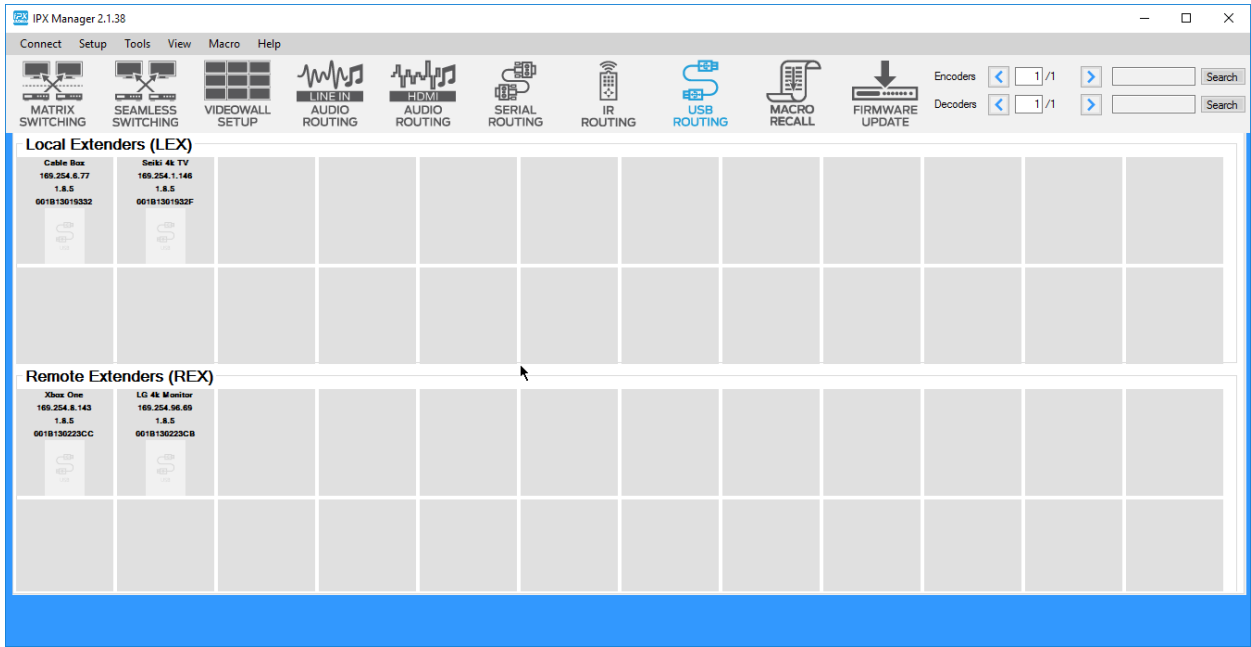 IPX Manager 2.1.38
Connect Setup Tools View Macro Help
MATRIX
SWITCHING
SEAMLESS
SWITCHING
VIDEOWALL
SETUP
LINE IN
AUDIO
ROUTING
HDMI
AUDIO
ROUTING
SERIAL
ROUTING
IR
ROUTING
USB
ROUTING
MACRO
RECALL
FIRMWARE
UPDATE
Encoders 1 /1 Search
Decoders 1 /1 Search
Local Extenders (LEX)
Cable Box
169.254.6.77
1.8.5
001B13019332
Seiki 4k TV
169.254.1.146
1.8.5
001B1301932F
Remote Extenders (REX)
Xbox One
169.254.8.143
1.8.5
001B130223CC
LG 4k Monitor
169.254.96.69
1.8.5
001B130223CB